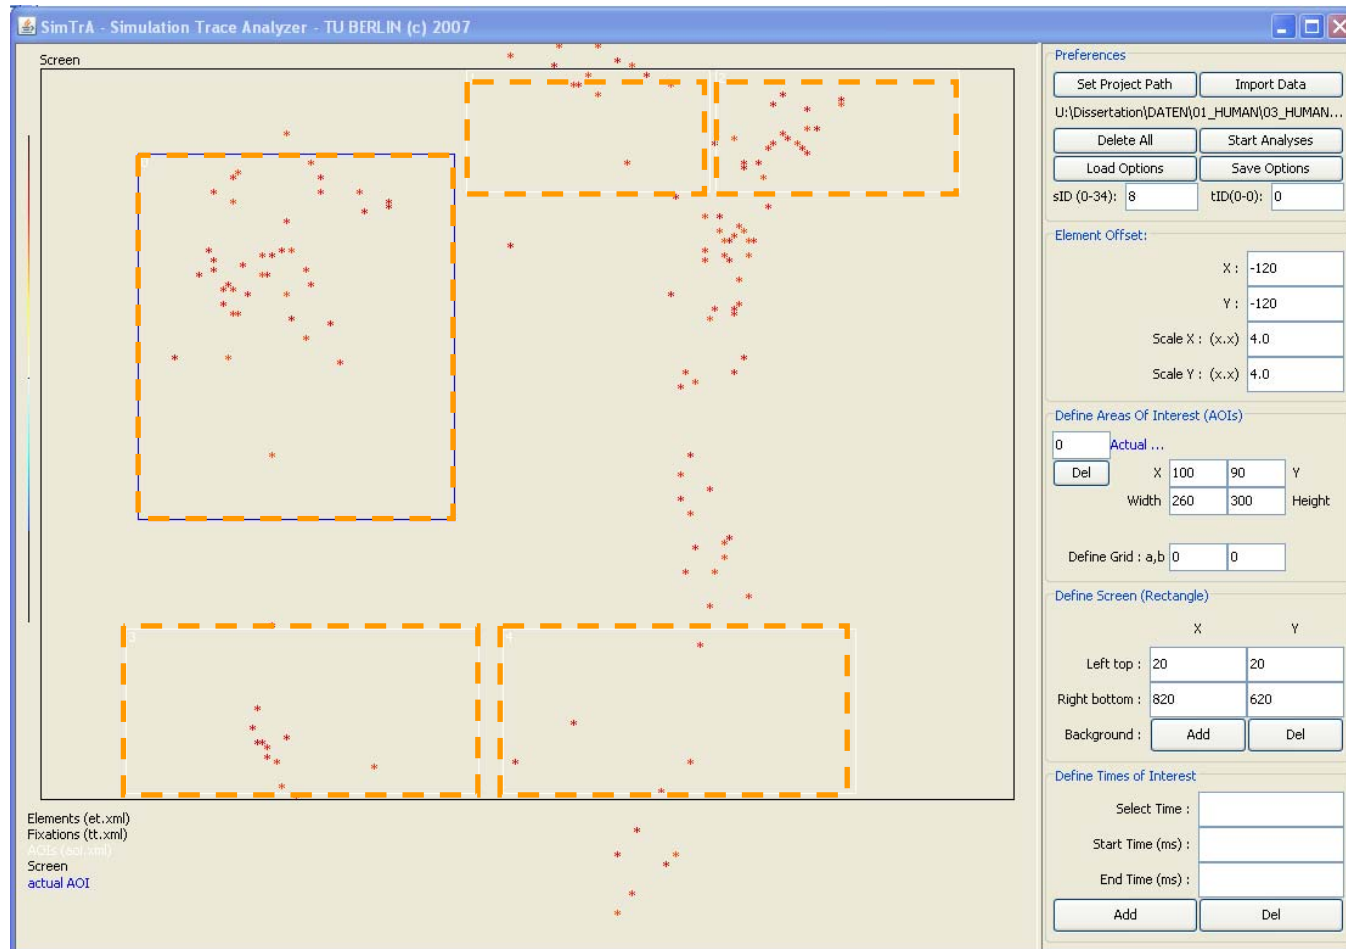 SimTrA - Simulation Trace Analyzer - TU BERLIN (c) 2007
Screen
0
1
2
3
4
Elements (et.xml)
Fixations (tt.xml)
AOIs (aoi.xml)
Screen
actual AOI
Preferences
Set Project Path Import Data
U:\Dissertation\DATEN\01_HUMAN\03_HUMAN...
Delete All Start Analyses
Load Options Save Options
sID (0-34): 8 tID(0-0): 0
Element Offset:
X : -120
Y : -120
Scale X : (x.x) 4.0
Scale Y : (x.x) 4.0
Define Areas Of Interest (AOIs)
0 Actual ...
Del X 100 90 Y
Width 260 300 Height
Define Grid : a,b 0 0
Define Screen (Rectangle)
X Y
Left top : 20 20
Right bottom : 820 620
Background : Add Del
Define Times of Interest
Select Time :
Start Time (ms) :
End Time (ms) :
Add Del